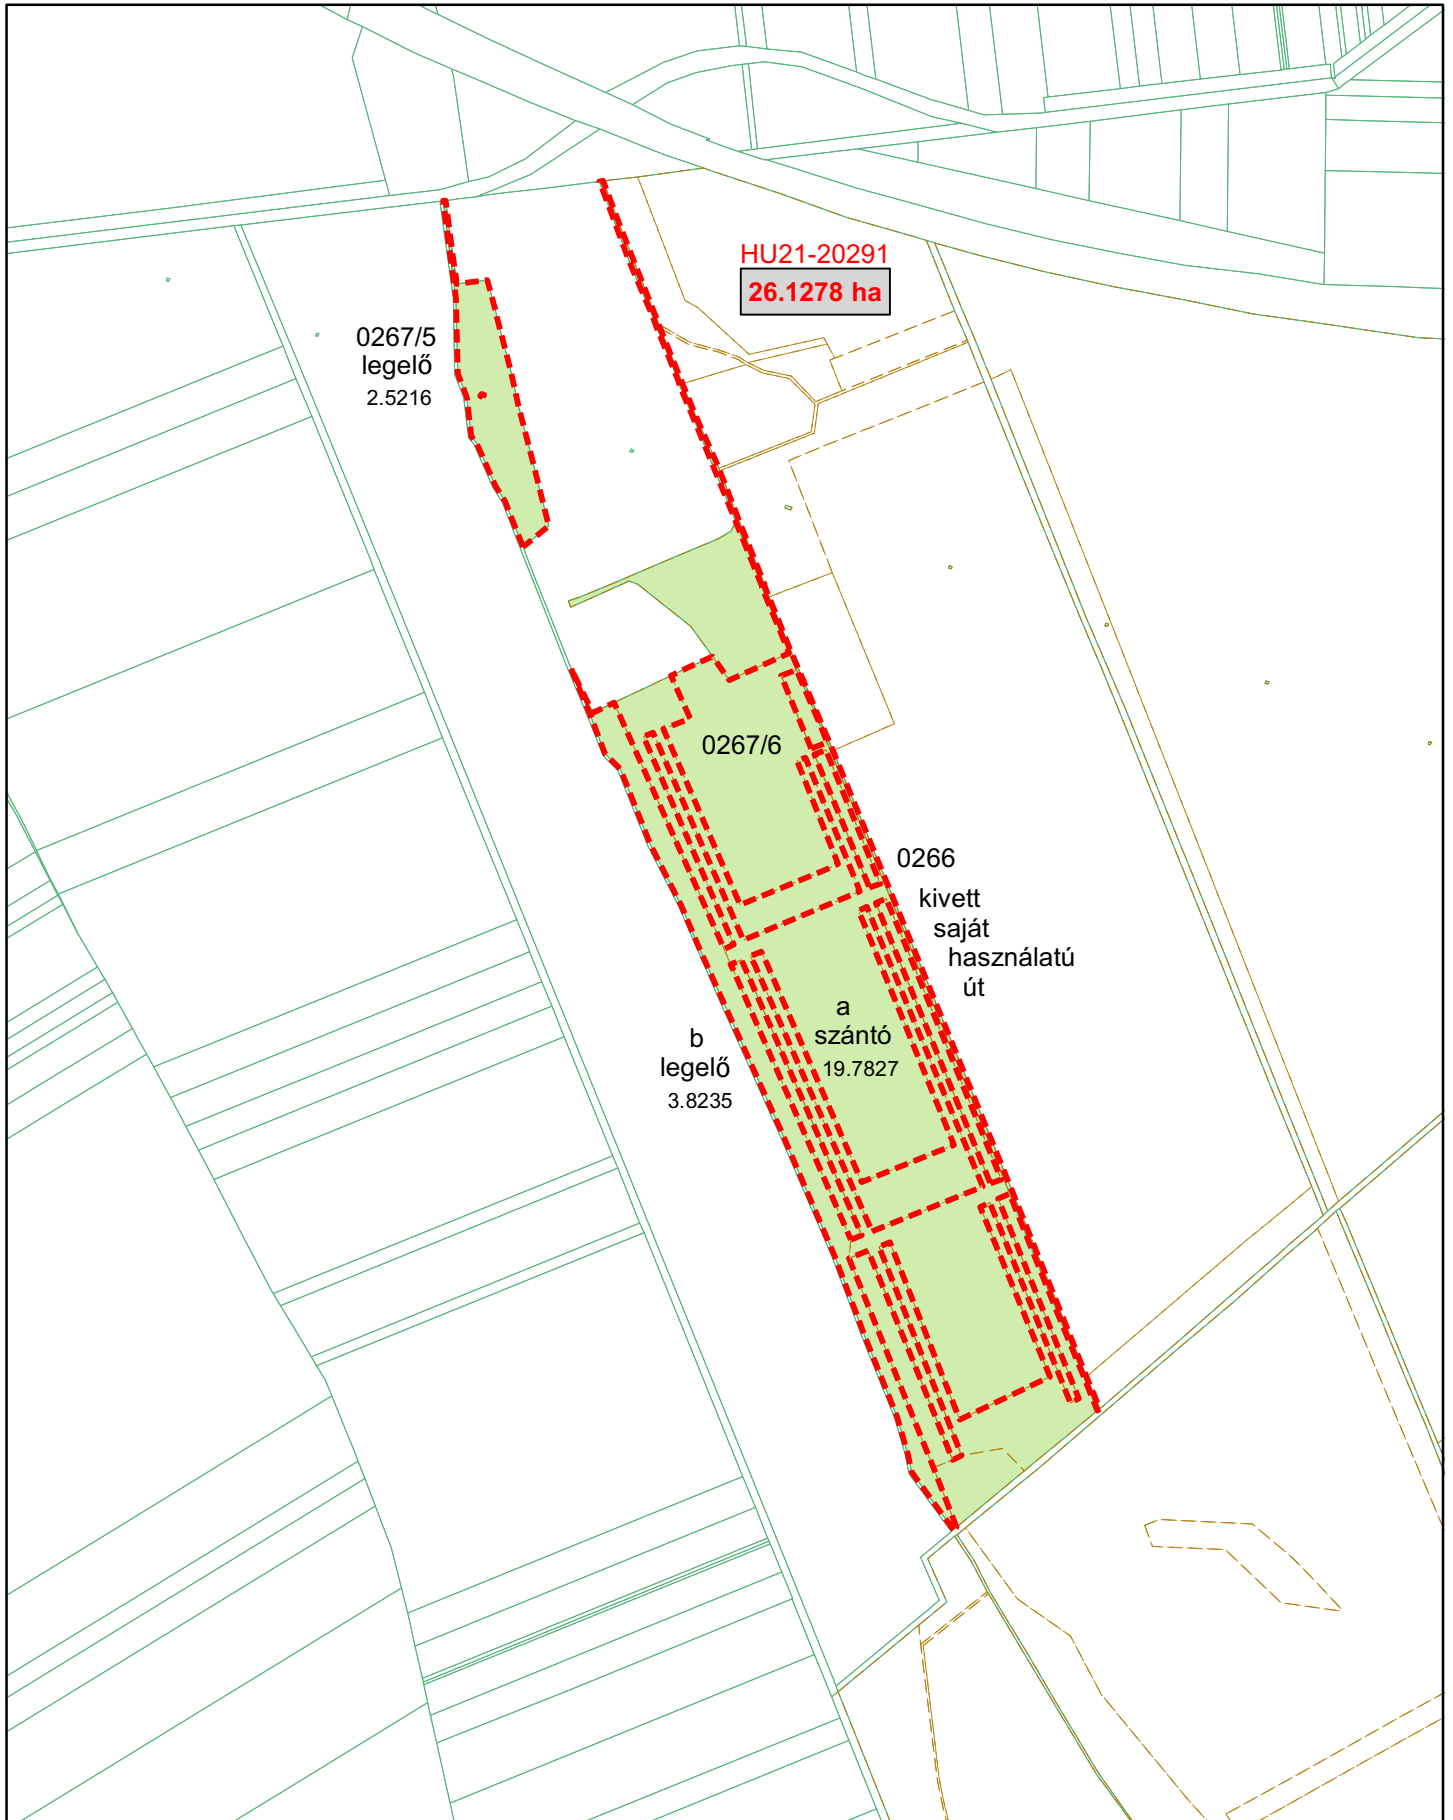 HU21-20291
26.1278 ha
0267/5
legelő
2.5216
0267/6
0266
kivett
saját
használatú
út
a
szántó
19.7827
b
legelő
3.8235